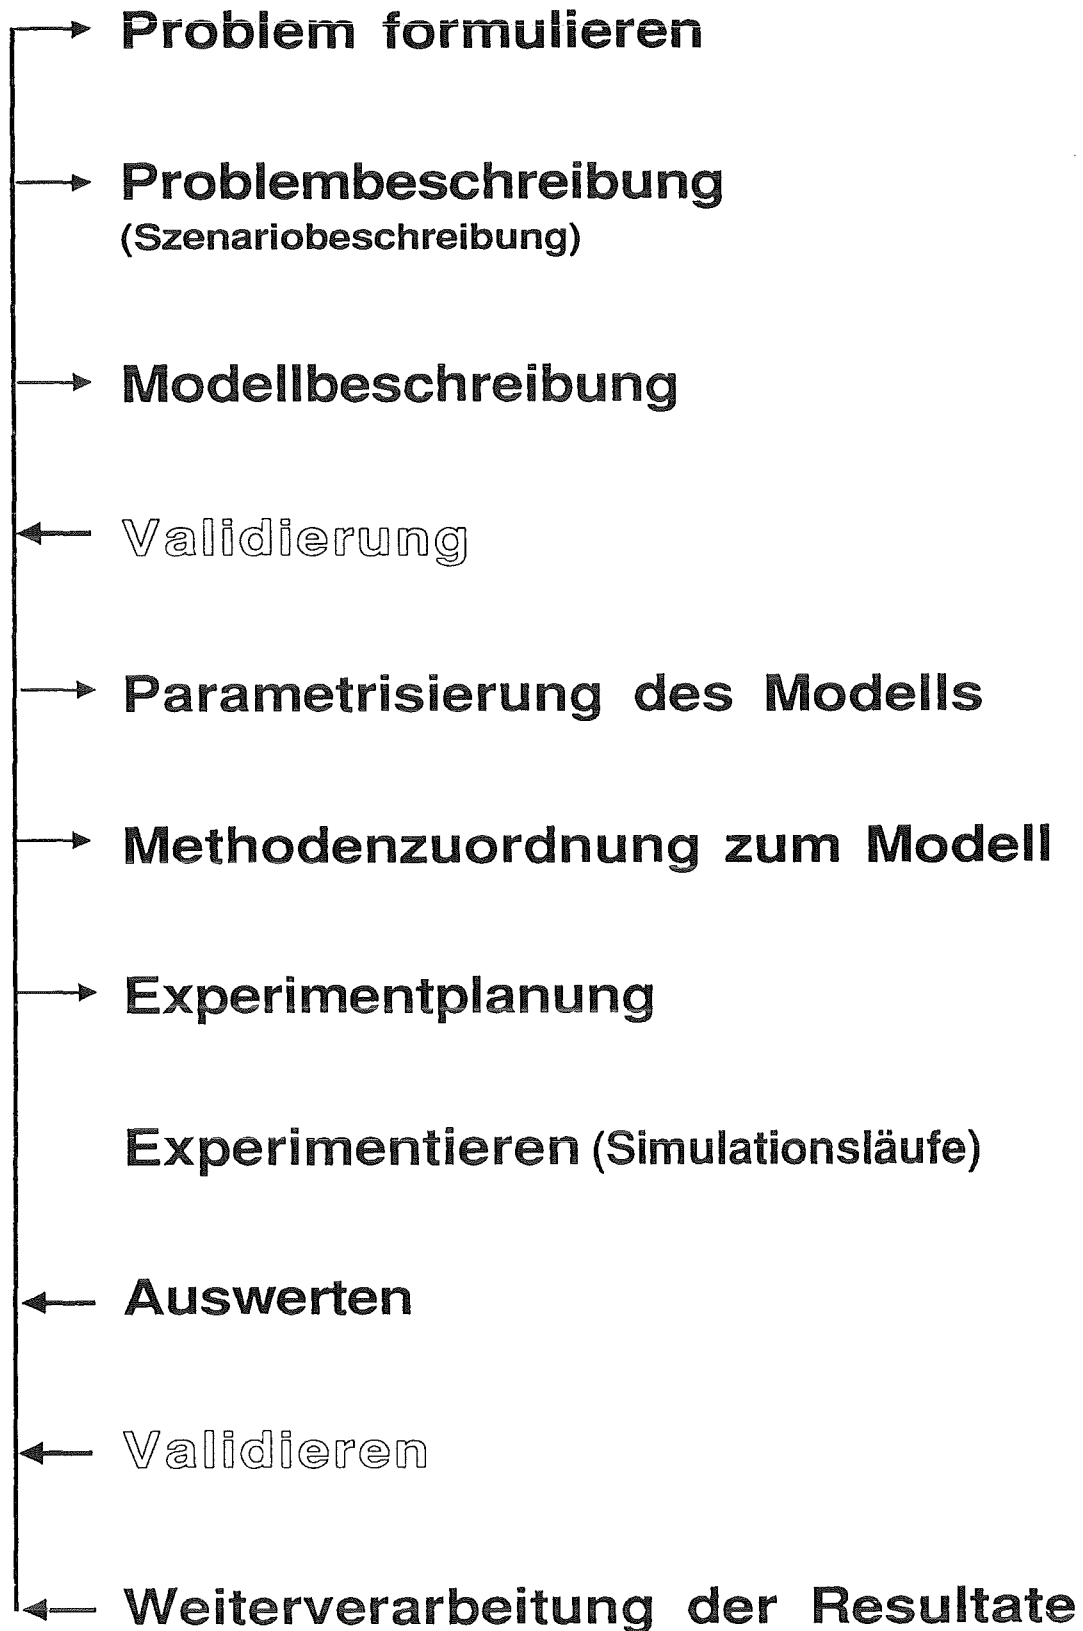 Problem formulieren
Problembeschreibung
(Szenariobeschreibung)
Modellbeschreibung
Validierung
Parametrisierung des Modells
Methodenzuordnung zum Modell
Experimentplanung
Experimentieren (Simulationsläufe)
Auswerten
Validieren
Weiterverarbeitung der Resultate